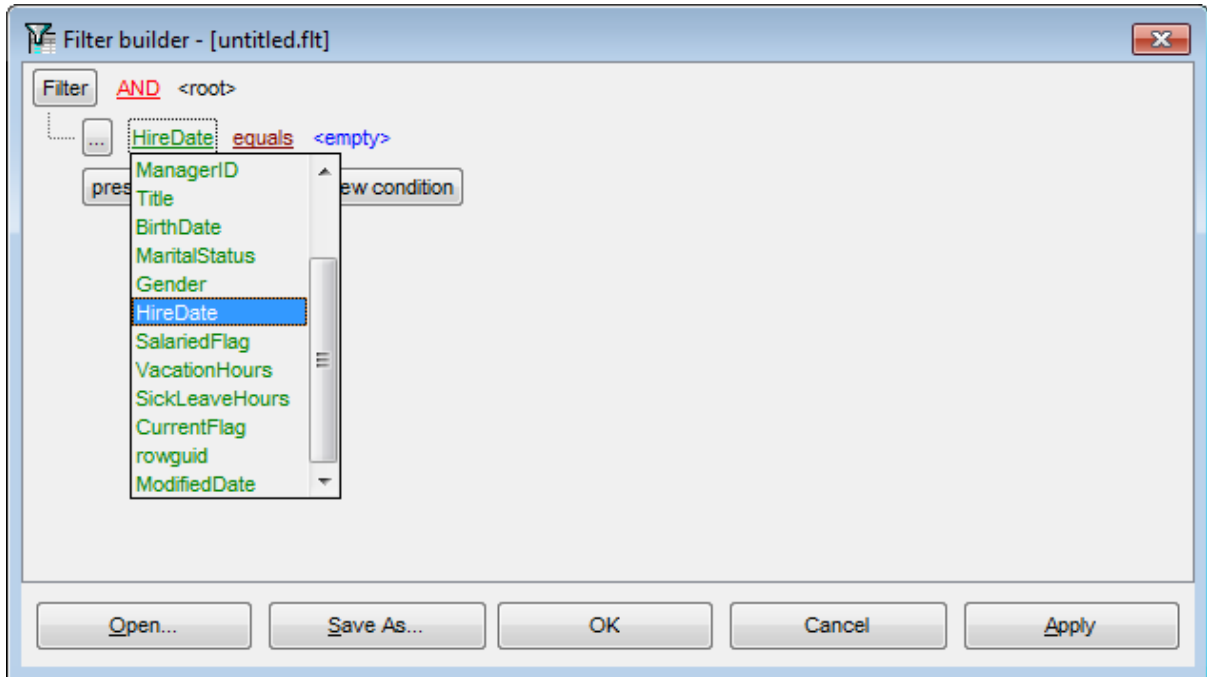 Filter builder - [untitled.flt]
Filter AND <root>
... HireDate equals <empty>
ManagerID
pres ew condition
Title
BirthDate
MaritalStatus
Gender
HireDate
SalariedFlag
VacationHours
SickLeaveHours
CurrentFlag
rowguid
ModifiedDate
Open... Save As... OK Cancel Apply